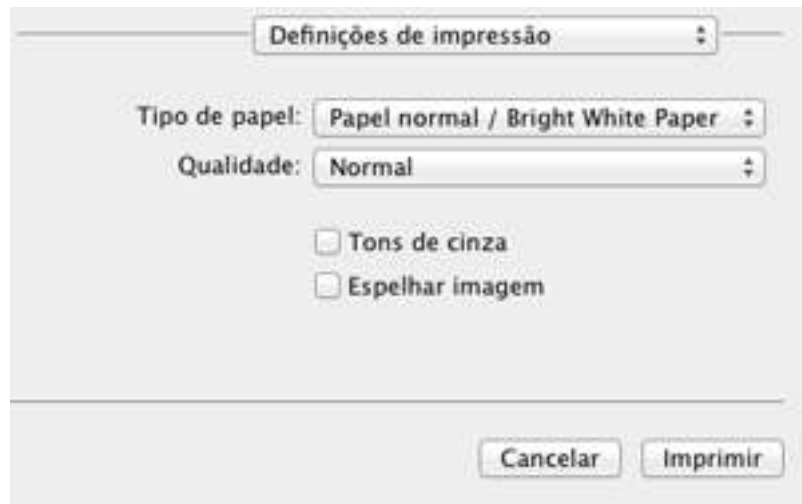 Definições de impressão
Tipo de papel: Papel normal / Bright White Paper
Qualidade: Normal
Tons de cinza
Espelhar imagem
Cancelar Imprimir